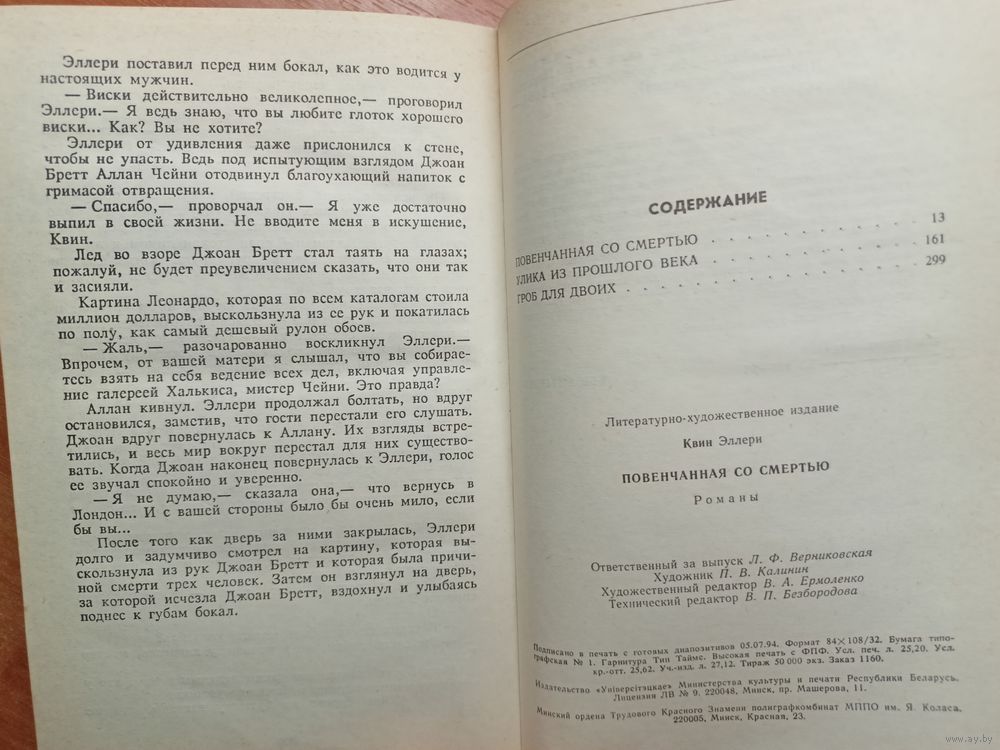 Эллери поставил перед ним бокал, как это водится у
настоящих мужчин.
— Виски действительно великолепное,— проговорил
Эллери.— Я ведь знаю, что вы любите глоток хорошего
виски... Как? Вы не хотите?
Эллери от удивления даже прислонился к стене,
чтобы не упасть. Ведь под испытующим взглядом Джоан
Бретт Аллан Чейни отодвинул благоухающий напиток с
гримасой отвращения.
— Спасибо,— проворчал он.— Я уже достаточно
выпил в своей жизни. Не вводите меня в искушение,
Квин.
Лед во взоре Джоан Бретт стал таять на глазах;
пожалуй, не будет преувеличением сказать, что они так
и засияли.
Картина Леонардо, которая по всем каталогам стоила
миллион долларов, выскользнула из ее рук и покатилась
по полу, как самый дешевый рулон обоев.
— Жаль,— разочарованно воскликнул Эллери.—
Впрочем, от вашей матери я слышал, что вы собирае-
тесь взять на себя ведение всех дел, включая управле-
ние галереей Халькиса, мистер Чейни. Это правда?
Аллан кивнул. Эллери продолжал болтать, но вдруг
остановился, заметив, что гости перестали его слушать.
Джоан вдруг повернулась к Аллану. Их взгляды встре-
тились, и весь мир вокруг перестал для них существо-
вать. Когда Джоан наконец повернулась к Эллери, голос
ее звучал спокойно и уверенно.
— Я не думаю,— сказала она,— что вернусь в
Лондон... И с вашей стороны было бы очень мило, если
бы вы...
После того как дверь за ними закрылась, Эллери
долго и задумчиво смотрел на картину, которая вы-
скользнула из рук Джоан Бретт и которая была причи-
ной смерти трех человек. Затем он взглянул на дверь,
за которой исчезла Джоан Бретт, вздохнул и улыбаясь
поднес к губам бокал.
СОДЕРЖАНИЕ
ПОВЕНЧАННАЯ СО СМЕРТЬЮ . . . . . . . . . . 13
УЛИКА ИЗ ПРОШЛОГО ВЕКА . . . . . . . . . . 161
ГРОБ ДЛЯ ДВОИХ . . . . . . . . . . . . . . 299
Литературно-художественное издание
Квин Эллери
ПОВЕНЧАННАЯ СО СМЕРТЬЮ
Романы
Ответственный за выпуск Л. Ф. Верниковская
Художник П. В. Калинин
Художественный редактор В. А. Ермоленко
Технический редактор В. П. Безбородова
Подписано в печать с готовых диапозитивов 05.07.94. Формат 84×108/32. Бумага типо-
графская № 1. Гарнитура Тип Таймс. Высокая печать с ФПФ. Усл. печ. л. 25,20. Усл.
кр.-отт. 25,62. Уч.-изд. л. 27,12. Тираж 50 000 экз. Заказ 1160.
Издательство «Універсітэцкае» Министерства культуры и печати Республики Беларусь.
Лицензия ЛВ № 9. 220048, Минск, пр. Машерова, 11.
Минский ордена Трудового Красного Знамени полиграфкомбинат МППО им. Я. Коласа.
220005, Минск, Красная, 23.
www.ay.by